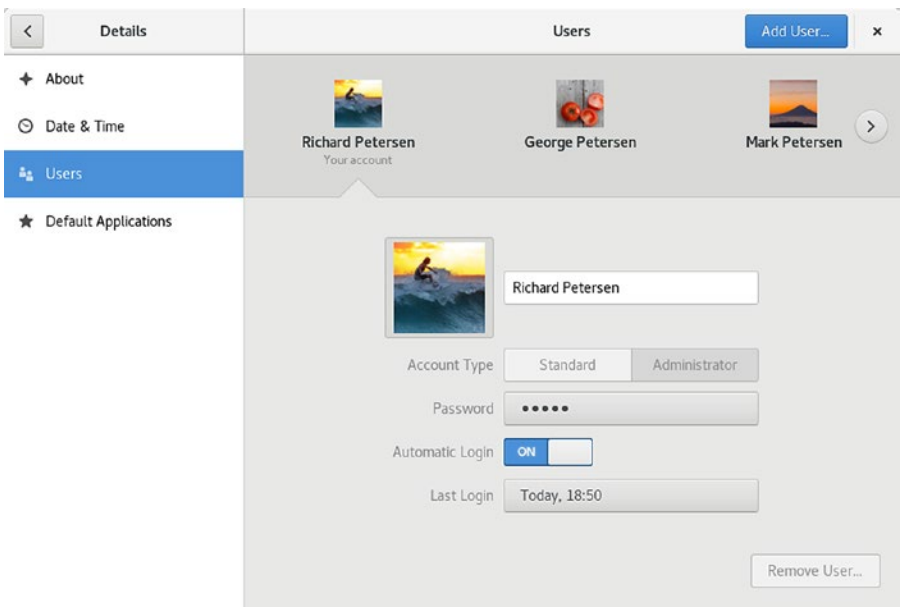 Details
Users
Add User...
About
Date & Time
Users
Default Applications
Richard Petersen
Your account
George Petersen
Mark Petersen
Richard Petersen
Account Type
Standard
Administrator
Password
•••••
Automatic Login
ON
Last Login
Today, 18:50
Remove User...